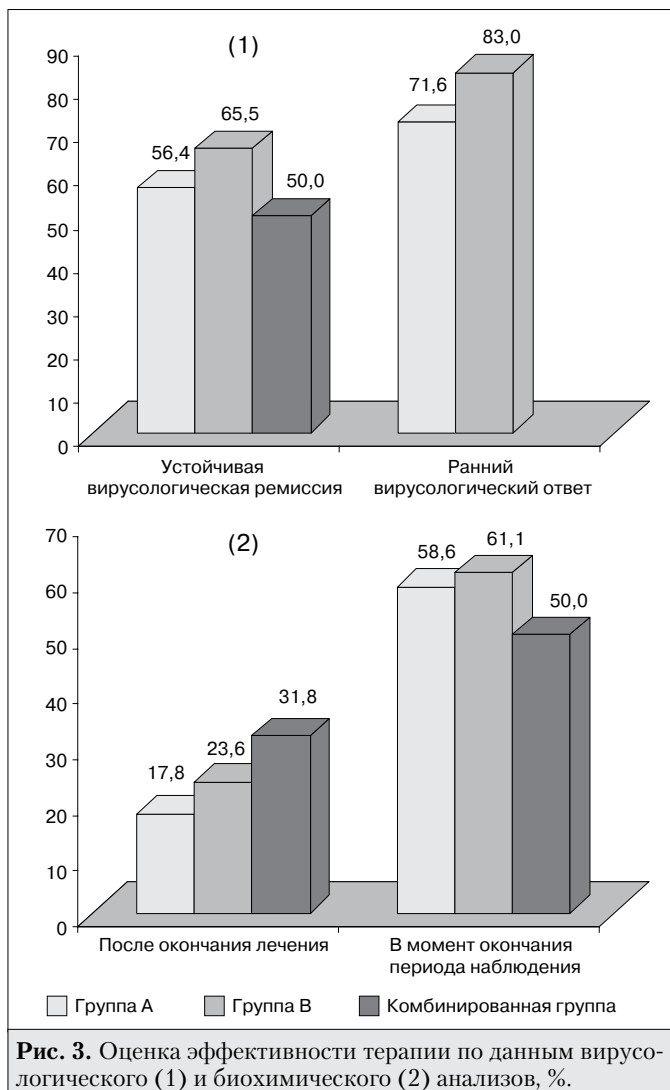 (1)
90
80
70
60
50
40
30
20
10
0
56,4
65,5
50,0
71,6
83,0
Устойчивая
вирусологическая ремиссия
Ранний
вирусологический ответ
(2)
70
60
50
40
30
20
10
0
17,8
23,6
31,8
58,6
61,1
50,0
После окончания лечения
В момент окончания
периода наблюдения
Группа А
Группа В
Комбинированная группа
Рис. 3. Оценка эффективности терапии по данным вирусо-
логического (1) и биохимического (2) анализов, %.